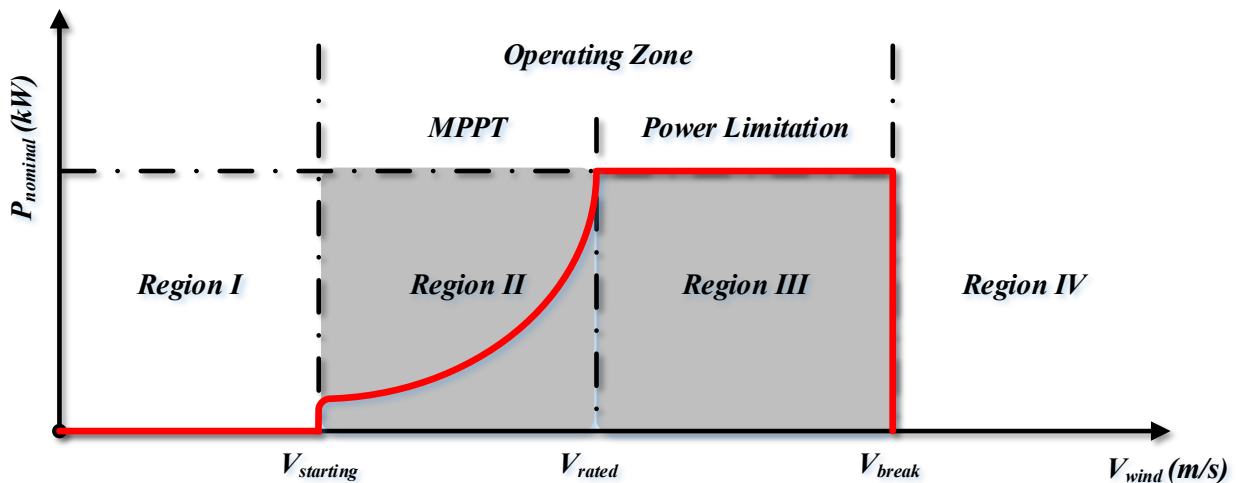 Operating Zone
MPPT
Power Limitation
P_nominal (kW)
Region I
Region II
Region III
Region IV
V_starting
V_rated
V_break
V_wind (m/s)